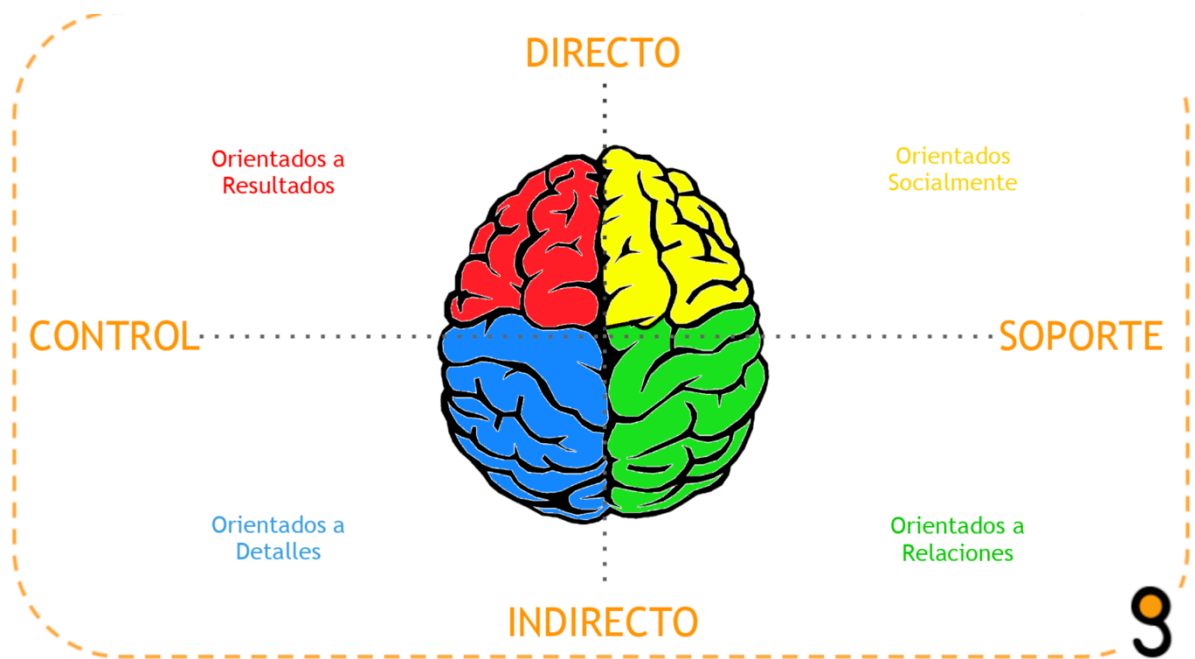 DIRECTO
Orientados a
Resultados
Orientados
Socialmente
CONTROL
SOPORTE
Orientados a
Detalles
Orientados a
Relaciones
INDIRECTO